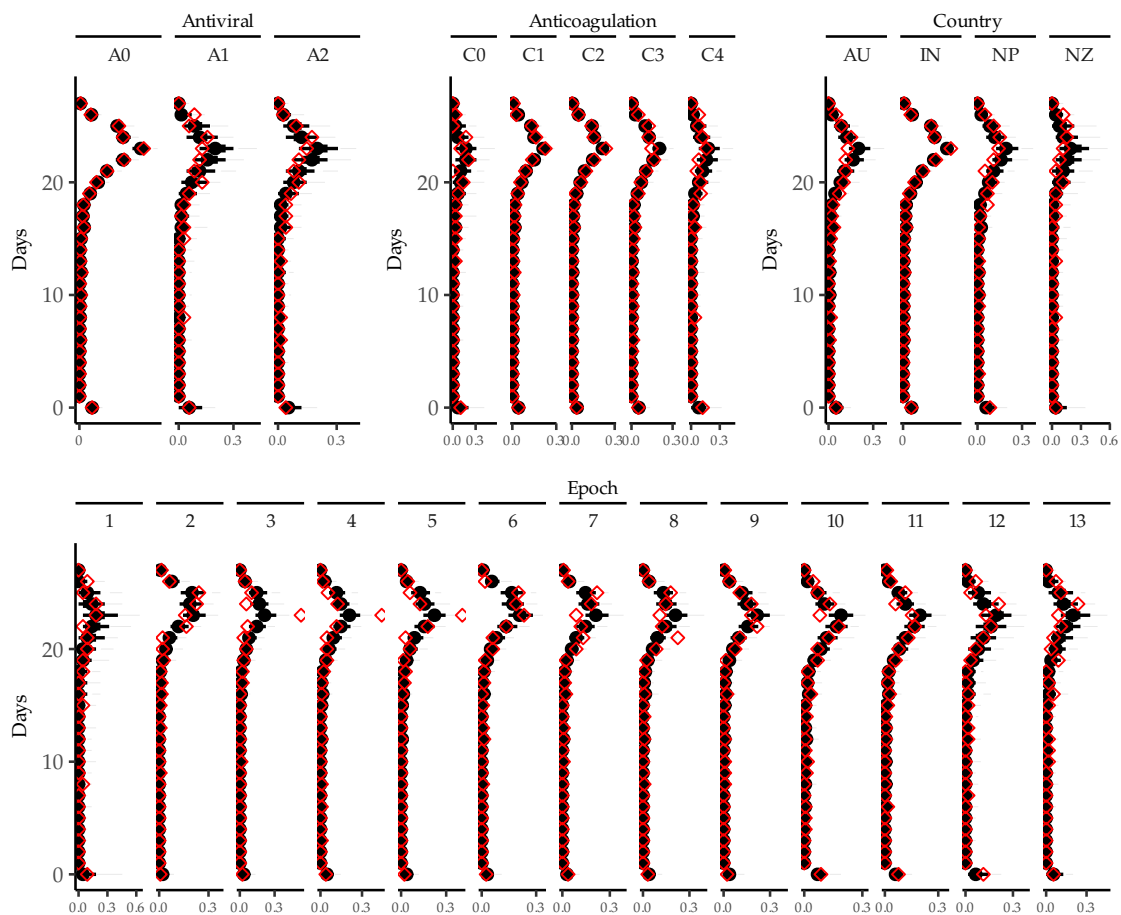 Antiviral Anticoagulation Country
A0 A1 A2 C0 C1 C2 C3 C4 AU IN NP NZ
Days Days Days
20 20 20
10 10 10
0 0 0
0 0.0 0.3 0.0 0.3 0.0 0.3 0.0 0.3 0.0 0.3 0.0 0.3 0.0 0.3 0.0 0.3 0 0.0 0.3 0.0 0.3 0.6
Epoch
1 2 3 4 5 6 7 8 9 10 11 12 13
Days
20
10
0
0.0 0.3 0.6 0.0 0.3 0.0 0.3 0.0 0.3 0.0 0.3 0.0 0.3 0.0 0.3 0.0 0.3 0.0 0.3 0.0 0.3 0.0 0.3 0.0 0.3 0.0 0.3